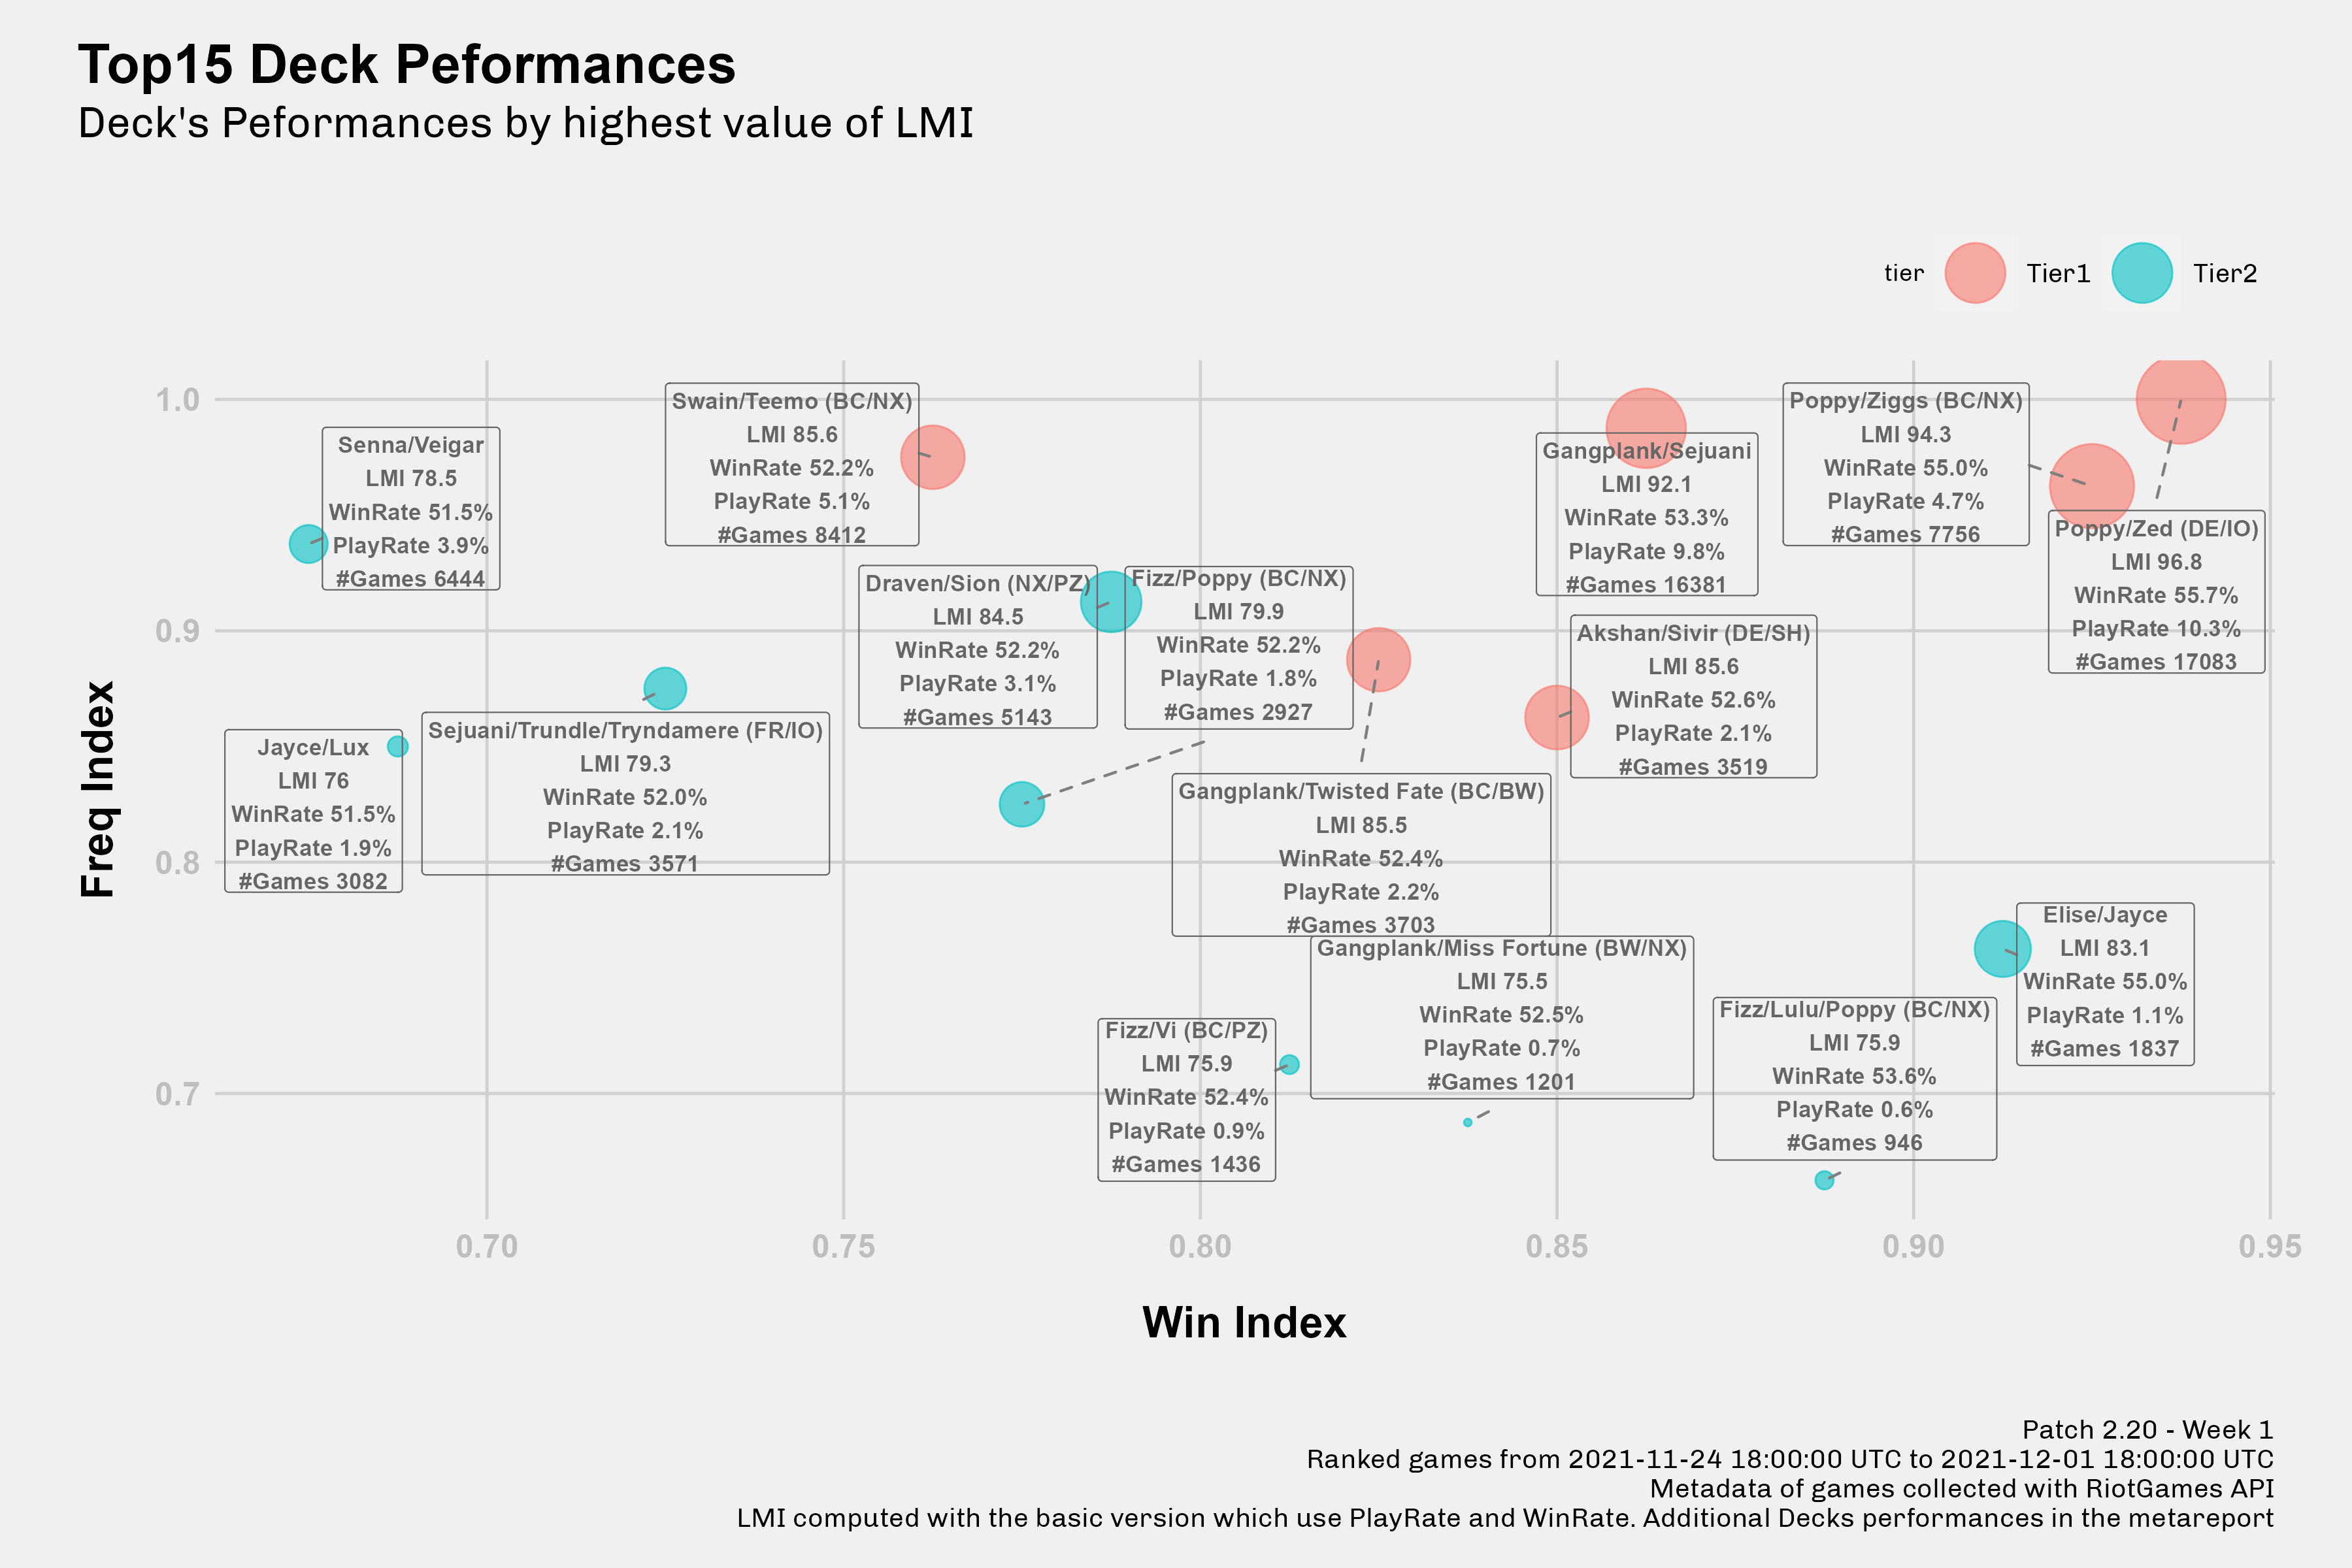 Top15 Deck Peformances
Deck's Peformances by highest value of LMI
tier
Tier1
Tier2
Freq Index
1.0
0.9
0.8
0.7
Senna/Veigar
LMI 78.5
WinRate 51.5%
PlayRate 3.9%
#Games 6444
Swain/Teemo (BC/NX)
LMI 85.6
WinRate 52.2%
PlayRate 5.1%
#Games 8412
Gangplank/Sejuani
LMI 92.1
WinRate 53.3%
PlayRate 9.8%
#Games 16381
Poppy/Ziggs (BC/NX)
LMI 94.3
WinRate 55.0%
PlayRate 4.7%
#Games 7756
Poppy/Zed (DE/IO)
LMI 96.8
WinRate 55.7%
PlayRate 10.3%
#Games 17083
Draven/Sion (NX/PZ)
LMI 84.5
WinRate 52.2%
PlayRate 3.1%
#Games 5143
Fizz/Poppy (BC/NX)
LMI 79.9
WinRate 52.2%
PlayRate 1.8%
#Games 2927
Akshan/Sivir (DE/SH)
LMI 85.6
WinRate 52.6%
PlayRate 2.1%
#Games 3519
Jayce/Lux
LMI 76
WinRate 51.5%
PlayRate 1.9%
#Games 3082
Sejuani/Trundle/Tryndamere (FR/IO)
LMI 79.3
WinRate 52.0%
PlayRate 2.1%
#Games 3571
Gangplank/Twisted Fate (BC/BW)
LMI 85.5
WinRate 52.4%
PlayRate 2.2%
#Games 3703
Gangplank/Miss Fortune (BW/NX)
LMI 75.5
WinRate 52.5%
PlayRate 0.7%
#Games 1201
Elise/Jayce
LMI 83.1
WinRate 55.0%
PlayRate 1.1%
#Games 1837
Fizz/Lulu/Poppy (BC/NX)
LMI 75.9
WinRate 53.6%
PlayRate 0.6%
#Games 946
Fizz/Vi (BC/PZ)
LMI 75.9
WinRate 52.4%
PlayRate 0.9%
#Games 1436
0.70
0.75
0.80
0.85
0.90
0.95
Win Index
Patch 2.20 - Week 1
Ranked games from 2021-11-24 18:00:00 UTC to 2021-12-01 18:00:00 UTC
Metadata of games collected with RiotGames API
LMI computed with the basic version which use PlayRate and WinRate. Additional Decks performances in the metareport